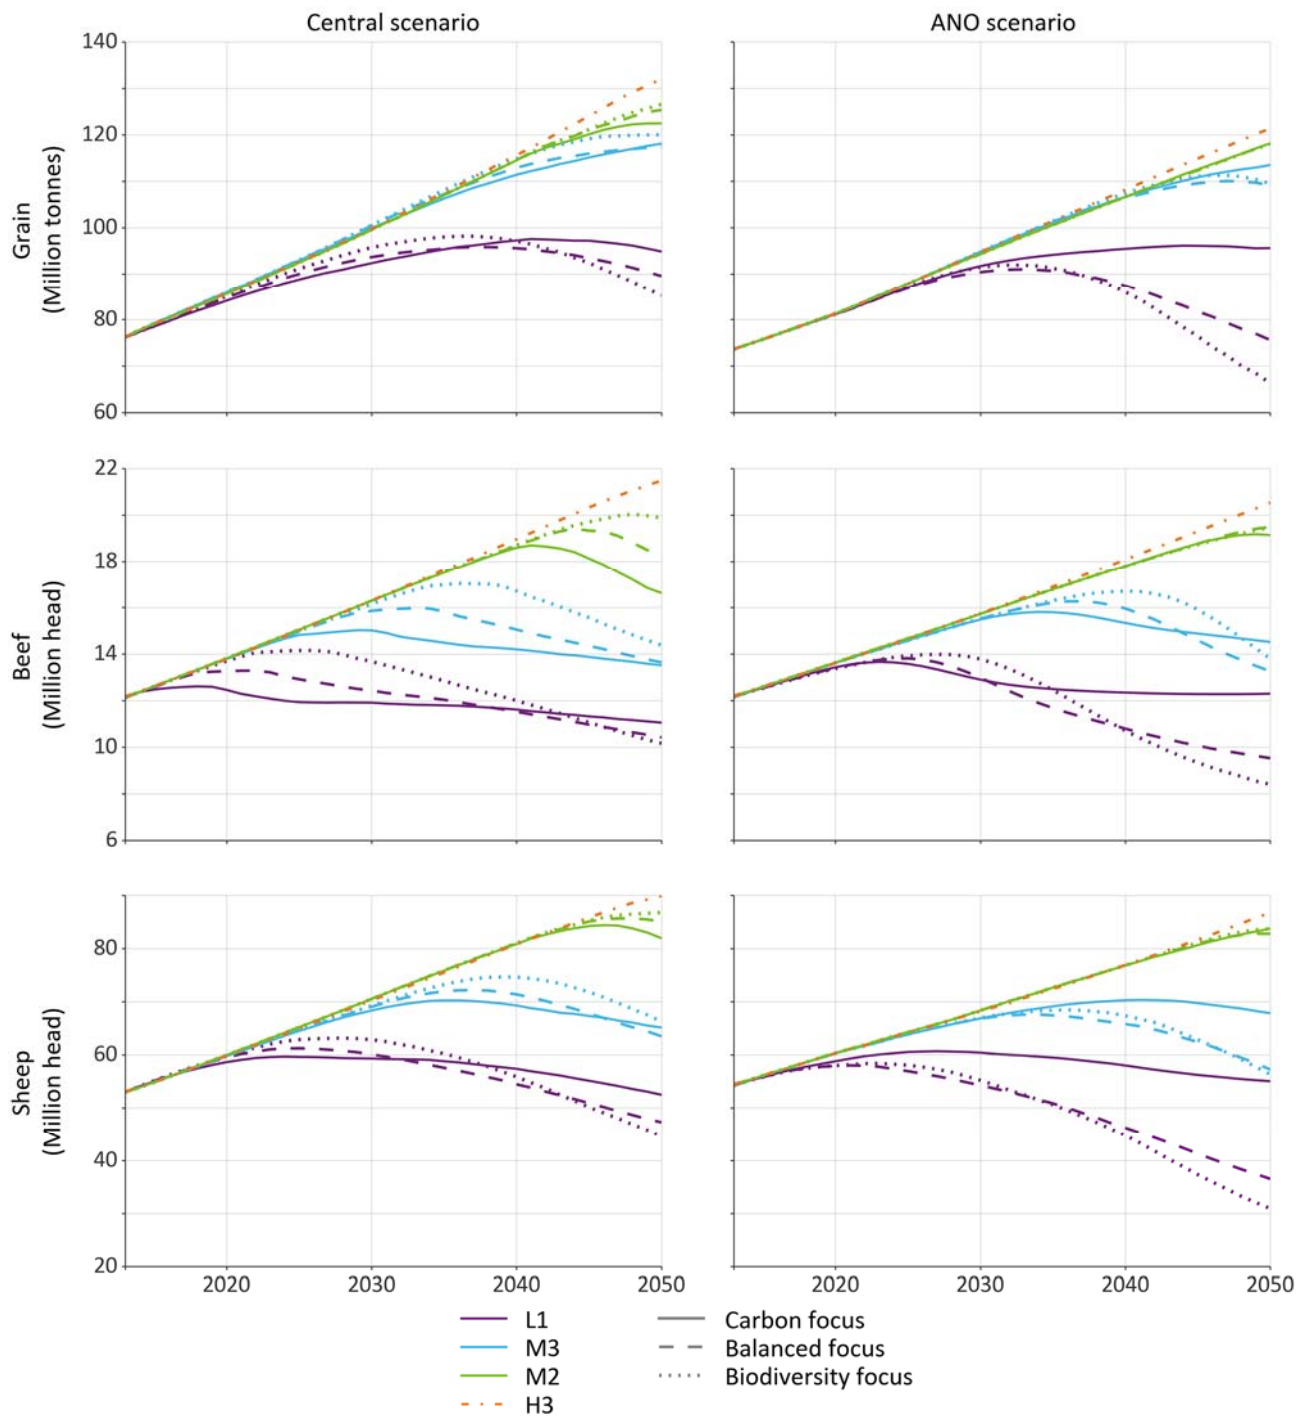 Central scenario
ANO scenario
Grain
(Million tonnes)
140
120
100
80
60
Beef
(Million head)
22
18
14
10
6
Sheep
(Million head)
80
60
40
20
2020 2030 2040 2050
2020 2030 2040 2050
L1
M3
M2
H3
Carbon focus
Balanced focus
Biodiversity focus